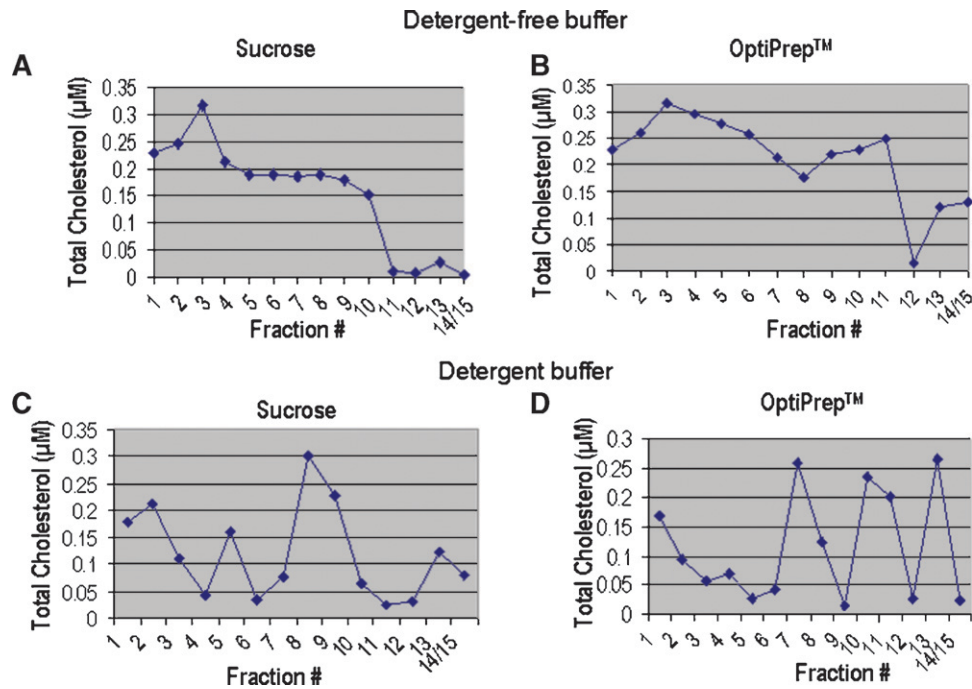 Detergent-free buffer
A
Sucrose
Total Cholesterol (µM)
0.35
0.3
0.25
0.2
0.15
0.1
0.05
0
1 2 3 4 5 6 7 8 9 10 11 12 13 14/15
Fraction #
B
OptiPrep™
Total Cholesterol (µM)
0.35
0.3
0.25
0.2
0.15
0.1
0.05
0
1 2 3 4 5 6 7 8 9 10 11 12 13 14/15
Fraction #
Detergent buffer
C
Sucrose
Total Cholesterol (µM)
0.35
0.3
0.25
0.2
0.15
0.1
0.05
0
1 2 3 4 5 6 7 8 9 10 11 12 13 14/15
Fraction #
D
OptiPrep™
Total Cholesterol (µM)
0.3
0.25
0.2
0.15
0.1
0.05
0
1 2 3 4 5 6 7 8 9 10 11 12 13 14/15
Fraction #